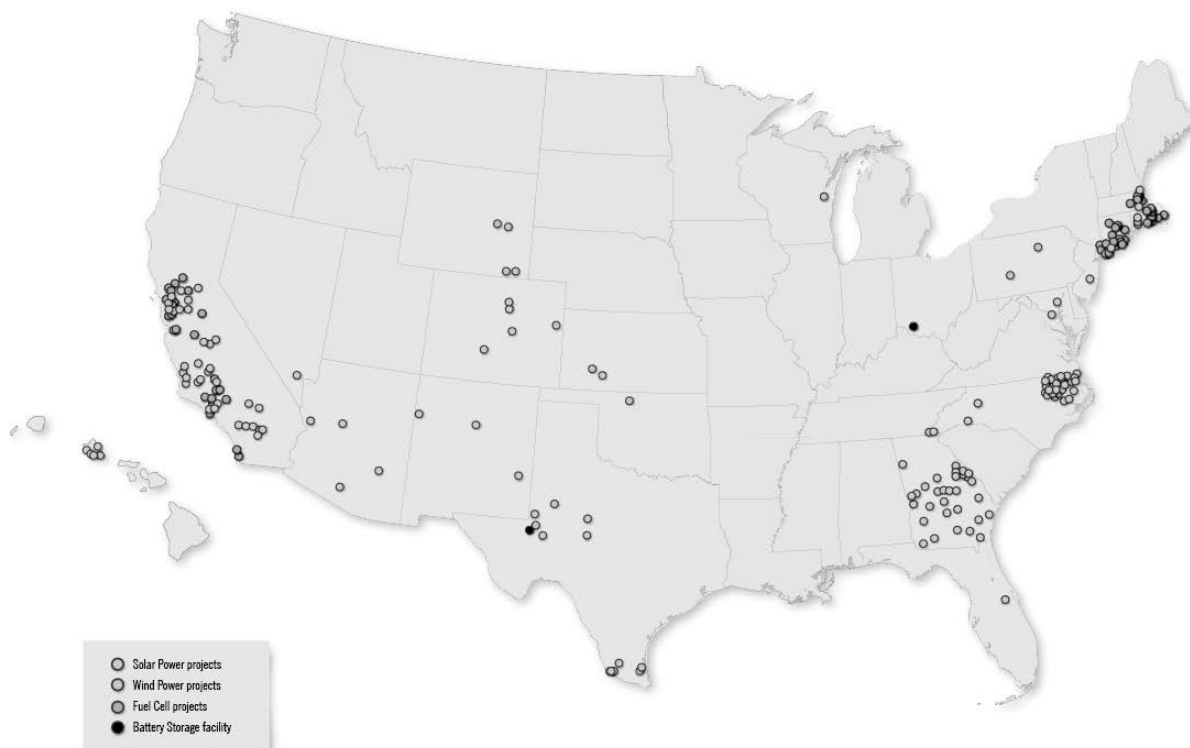 Solar Power projects
Wind Power projects
Fuel Cell projects
Battery Storage facility